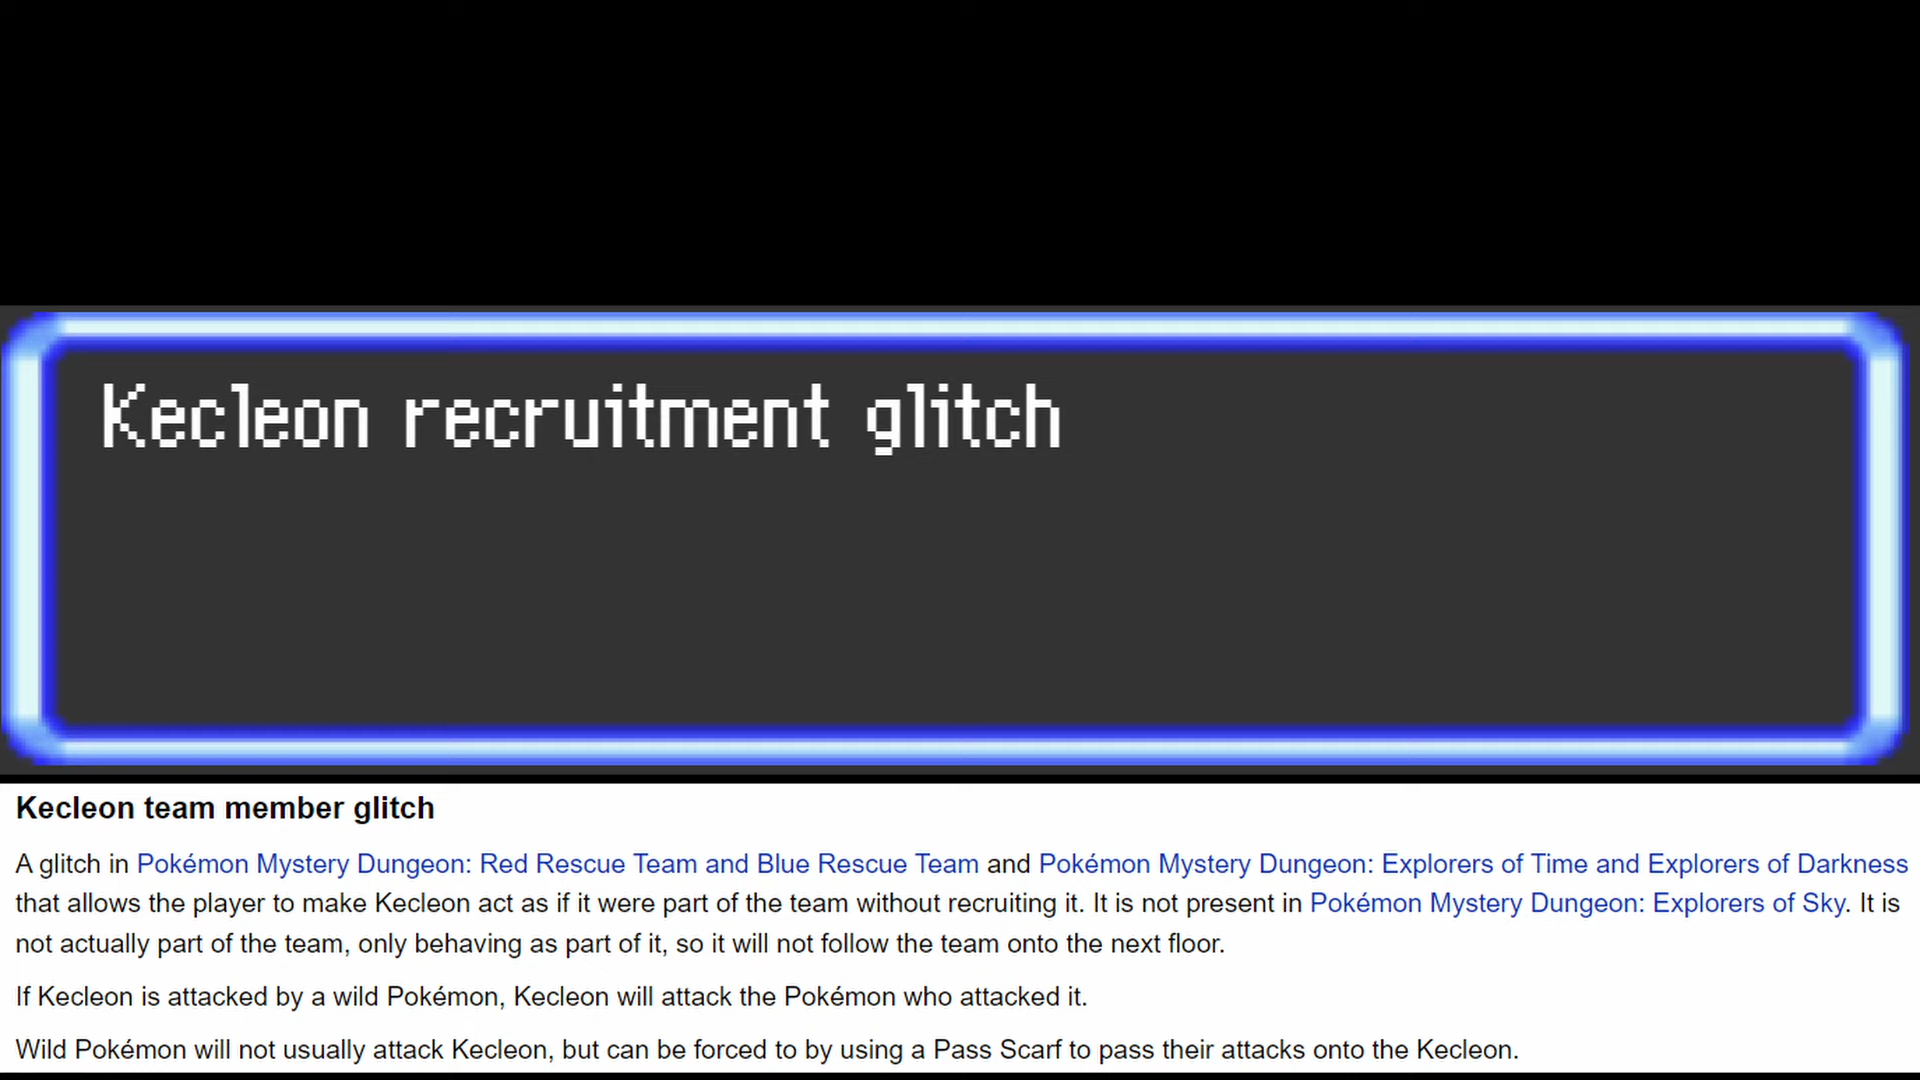 Kecleon recruitment glitch
Kecleon team member glitch
A glitch in Pokémon Mystery Dungeon: Red Rescue Team and Blue Rescue Team and Pokémon Mystery Dungeon: Explorers of Time and Explorers of Darkness
that allows the player to make Kecleon act as if it were part of the team without recruiting it. It is not present in Pokémon Mystery Dungeon: Explorers of Sky. It is
not actually part of the team, only behaving as part of it, so it will not follow the team onto the next floor.
If Kecleon is attacked by a wild Pokémon, Kecleon will attack the Pokémon who attacked it.
Wild Pokémon will not usually attack Kecleon, but can be forced to by using a Pass Scarf to pass their attacks onto the Kecleon.